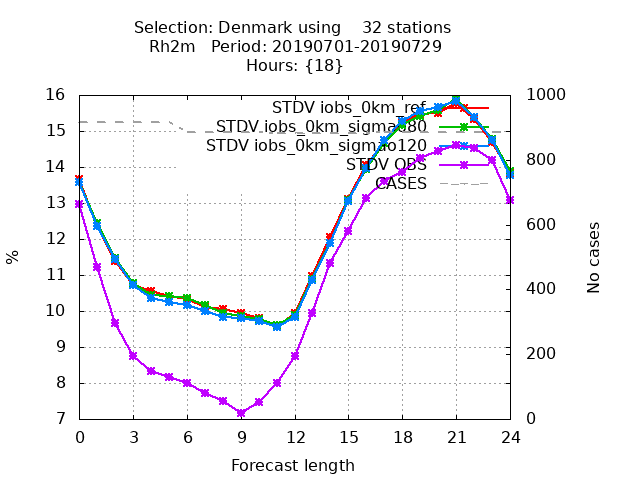 Selection: Denmark using    32 stations
Rh2m   Period: 20190701-20190729
Hours: {18}
STDV iobs_0km_ref
STDV iobs_0km_sigmao80
STDV iobs_0km_sigmao120
STDV OBS
CASES
16
15
14
13
12
11
10
9
8
7
%
1000
800
600
400
200
0
No cases
0 3 6 9 12 15 18 21 24
Forecast length